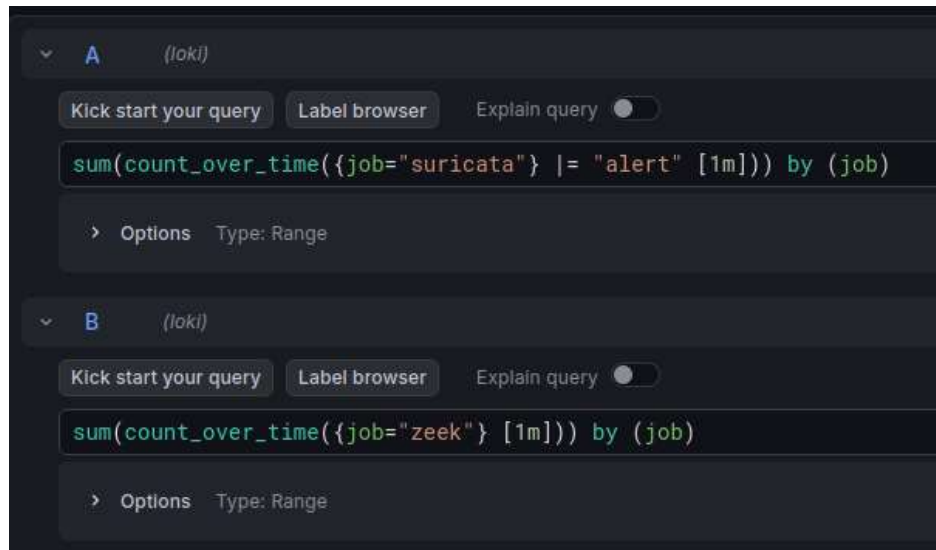 A (loki)
Kick start your query Label browser Explain query
sum(count_over_time({job="suricata"} |= "alert" [1m])) by (job)
Options Type: Range
B (loki)
Kick start your query Label browser Explain query
sum(count_over_time({job="zeek"} [1m])) by (job)
Options Type: Range